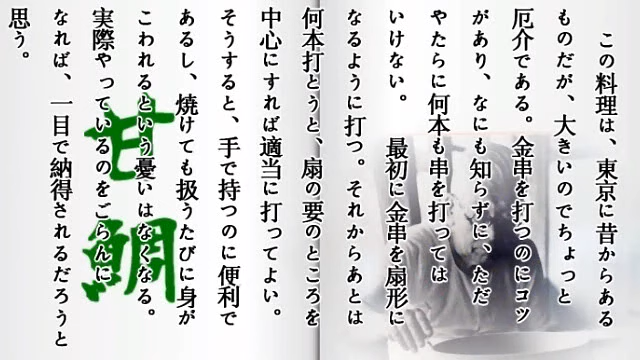 この料理は、東京に昔からある
ものだが、大きいのでちょっと
厄介である。金串を打つのにコツ
があり、なにも知らずに、ただ
やたらに何本も串を打っては
いけない。　最初に金串を扇形に
なるように打つ。それからあとは
何本打とうと、扇の要のところを
中心にすれば適当に打ってよい。
そうすると、手で持つのに便利で
あるし、焼けても扱うたびに身が
こわれるという憂いはなくなる。
実際やっているのをごらんに
なれば、一目で納得されるだろうと
思う。
甘鯛